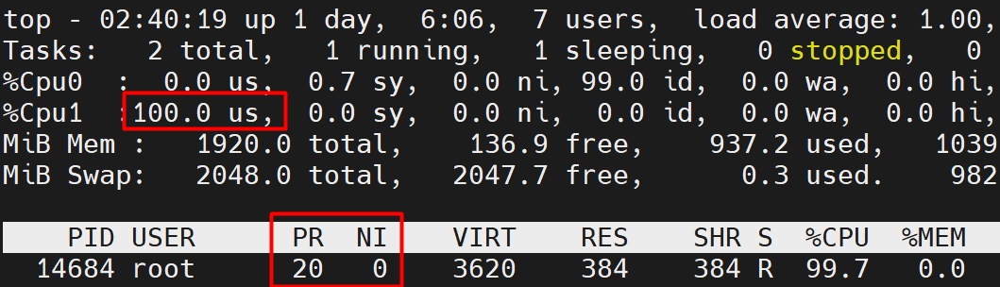 top - 02:40:19 up 1 day,  6:06,  7 users,  load average: 1.00,
Tasks:   2 total,   1 running,   1 sleeping,   0 stopped,   0
%Cpu0  :  0.0 us,  0.7 sy,  0.0 ni, 99.0 id,  0.0 wa,  0.0 hi,
%Cpu1  :100.0 us,  0.0 sy,  0.0 ni,  0.0 id,  0.0 wa,  0.0 hi,
MiB Mem :   1920.0 total,    136.9 free,    937.2 used,   1039
MiB Swap:   2048.0 total,   2047.7 free,      0.3 used.    982
PID USER      PR  NI    VIRT    RES    SHR S  %CPU  %MEM
14684 root      20   0    3620    384    384 R  99.7   0.0